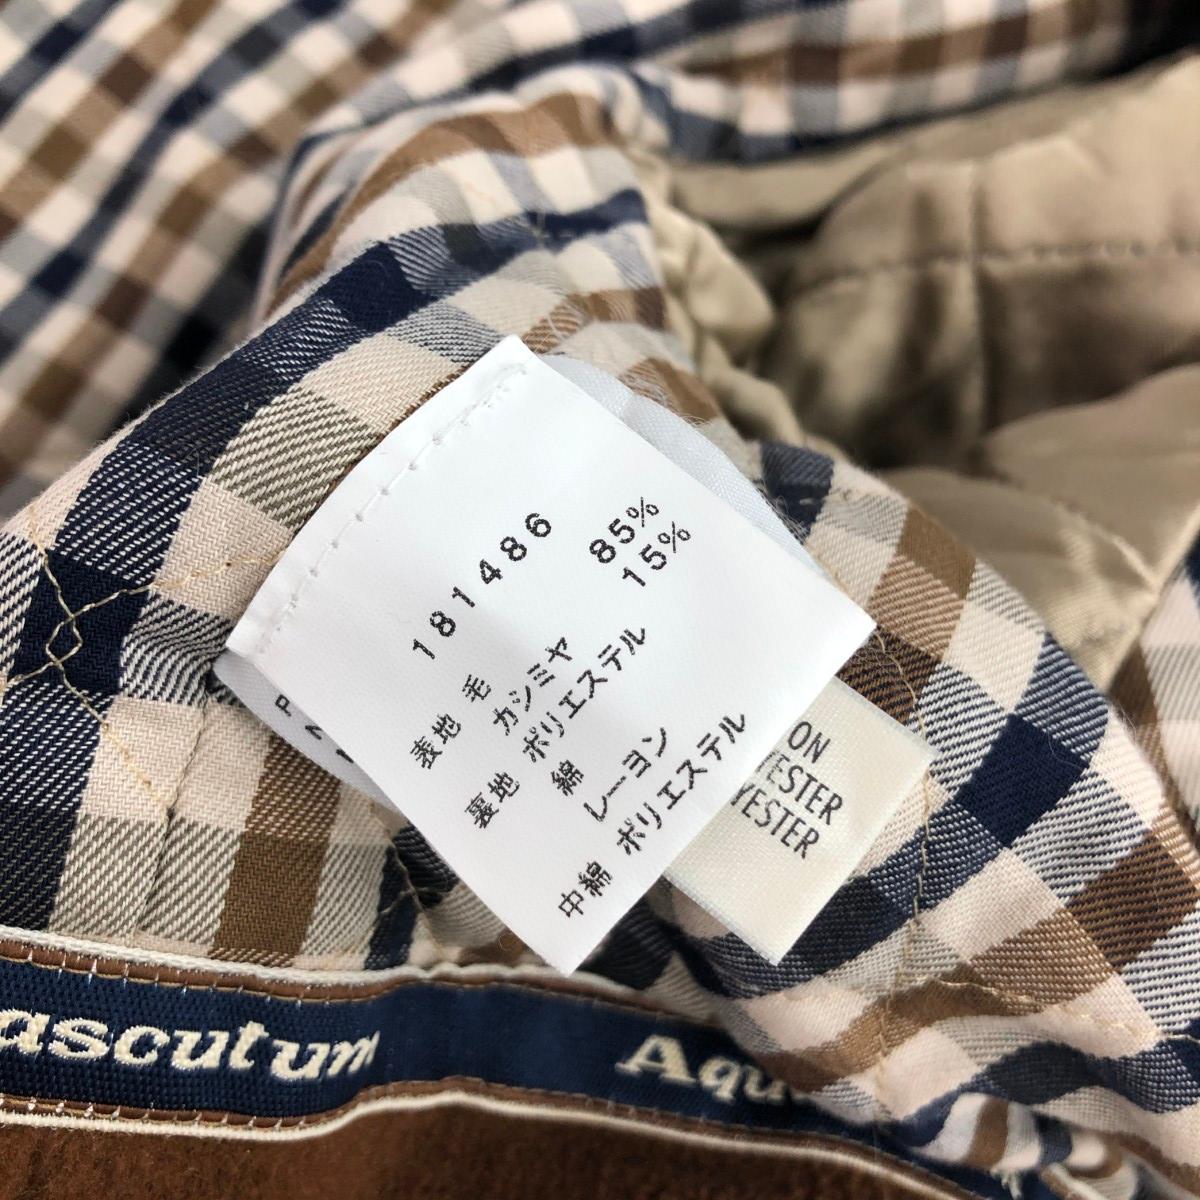 181486
表地 毛 85%
カシミヤ 15%
裏地 ポリエステル
綿
レーヨン
中綿 ポリエステル
ON
ESTER
YESTER
ascutum
Aqu